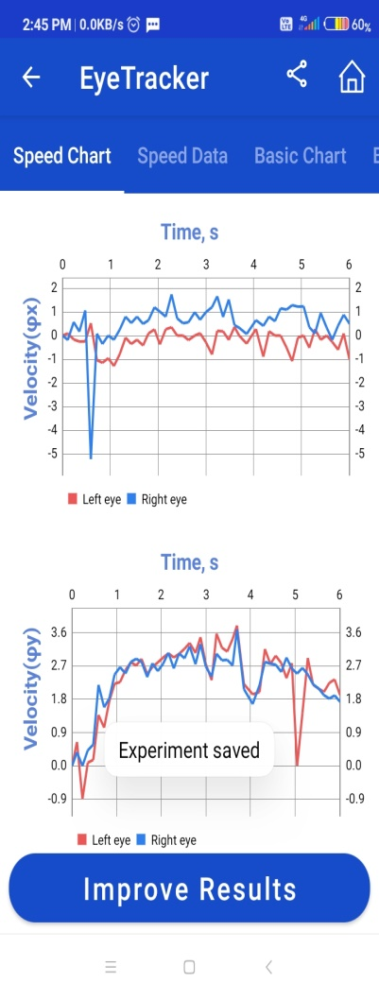 2:45 PM | 0.0KB/s
Vo LTE 4G 60%
EyeTracker
Speed Chart Speed Data Basic Chart
Time, s
0 1 2 3 4 5 6
Velocity(φx)
2 2
1 1
0 0
-1 -1
-2 -2
-3 -3
-4 -4
-5 -5
Left eye Right eye
Time, s
0 1 2 3 4 5 6
Velocity(φy)
3.6 3.6
2.7 2.7
1.8 1.8
0.9 0.9
0.0 0.0
-0.9 -0.9
Experiment saved
Left eye Right eye
Improve Results